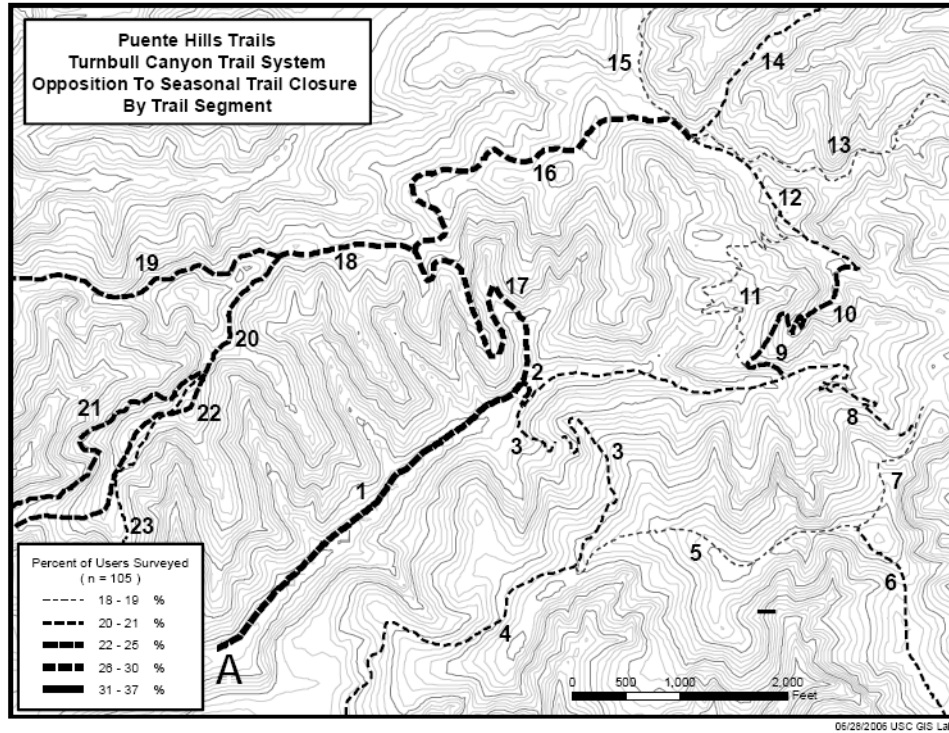 Puente Hills Trails
Turnbull Canyon Trail System
Opposition To Seasonal Trail Closure
By Trail Segment
15
14
13
16
12
19
18
17
11
10
20
9
2
21
22
8
3
3
1
7
23
5
6
4
A
Percent of Users Surveyed
( n = 105 )
18 - 19 %
20 - 21 %
22 - 25 %
26 - 30 %
31 - 37 %
0 500 1,000 2,000
Feet
06/28/2006 USC GIS Lab